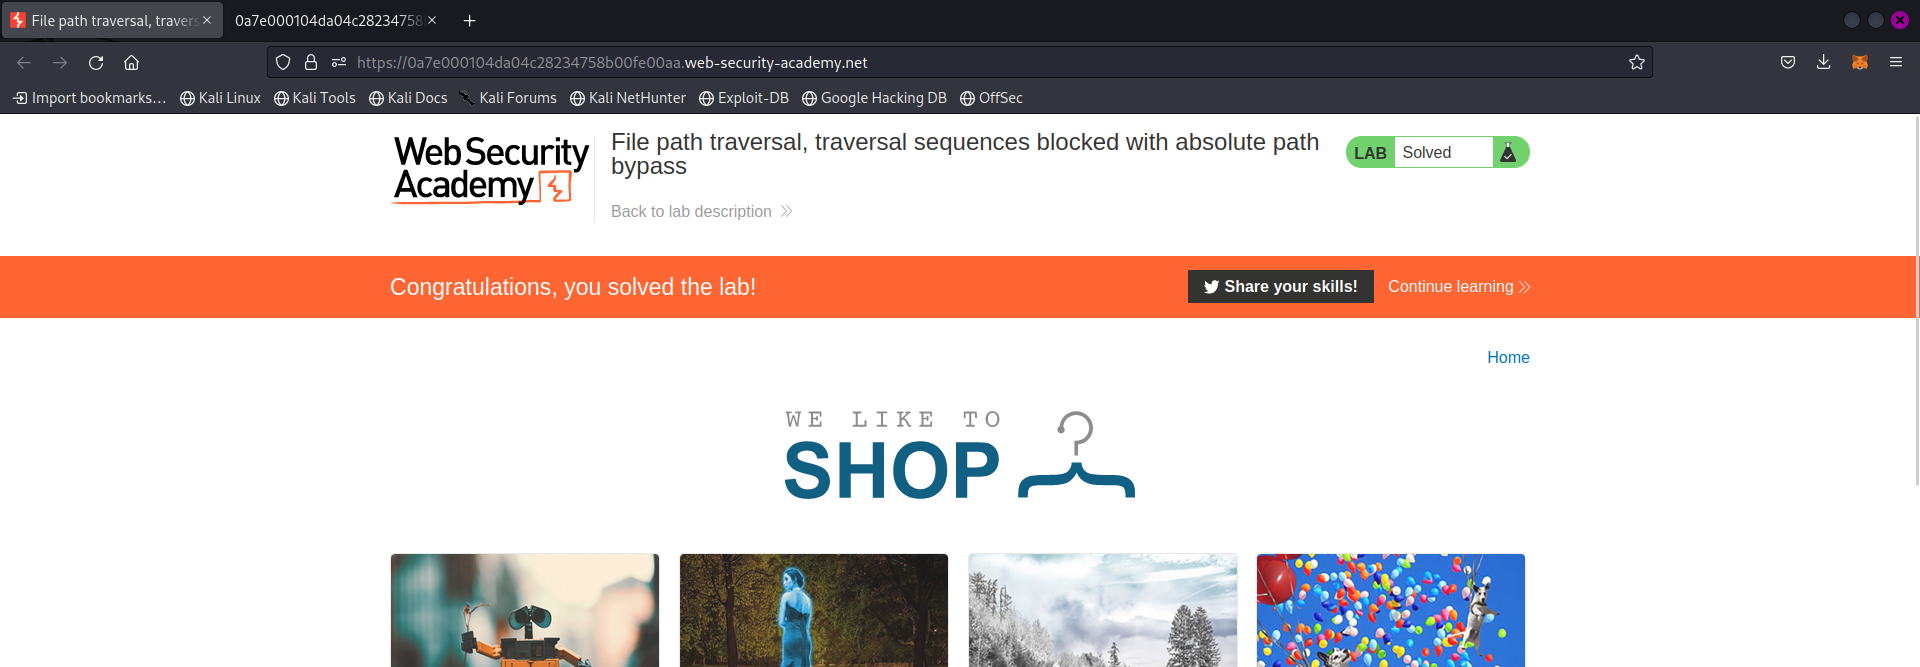 File path traversal, travers
0a7e000104da04c28234758
https://0a7e000104da04c28234758b00fe00aa.web-security-academy.net
Import bookmarks... Kali Linux Kali Tools Kali Docs Kali Forums Kali NetHunter Exploit-DB Google Hacking DB OffSec
Web Security
Academy
File path traversal, traversal sequences blocked with absolute path
bypass
Back to lab description
LAB Solved
Congratulations, you solved the lab!
Share your skills!
Continue learning
Home
WE LIKE TO
SHOP